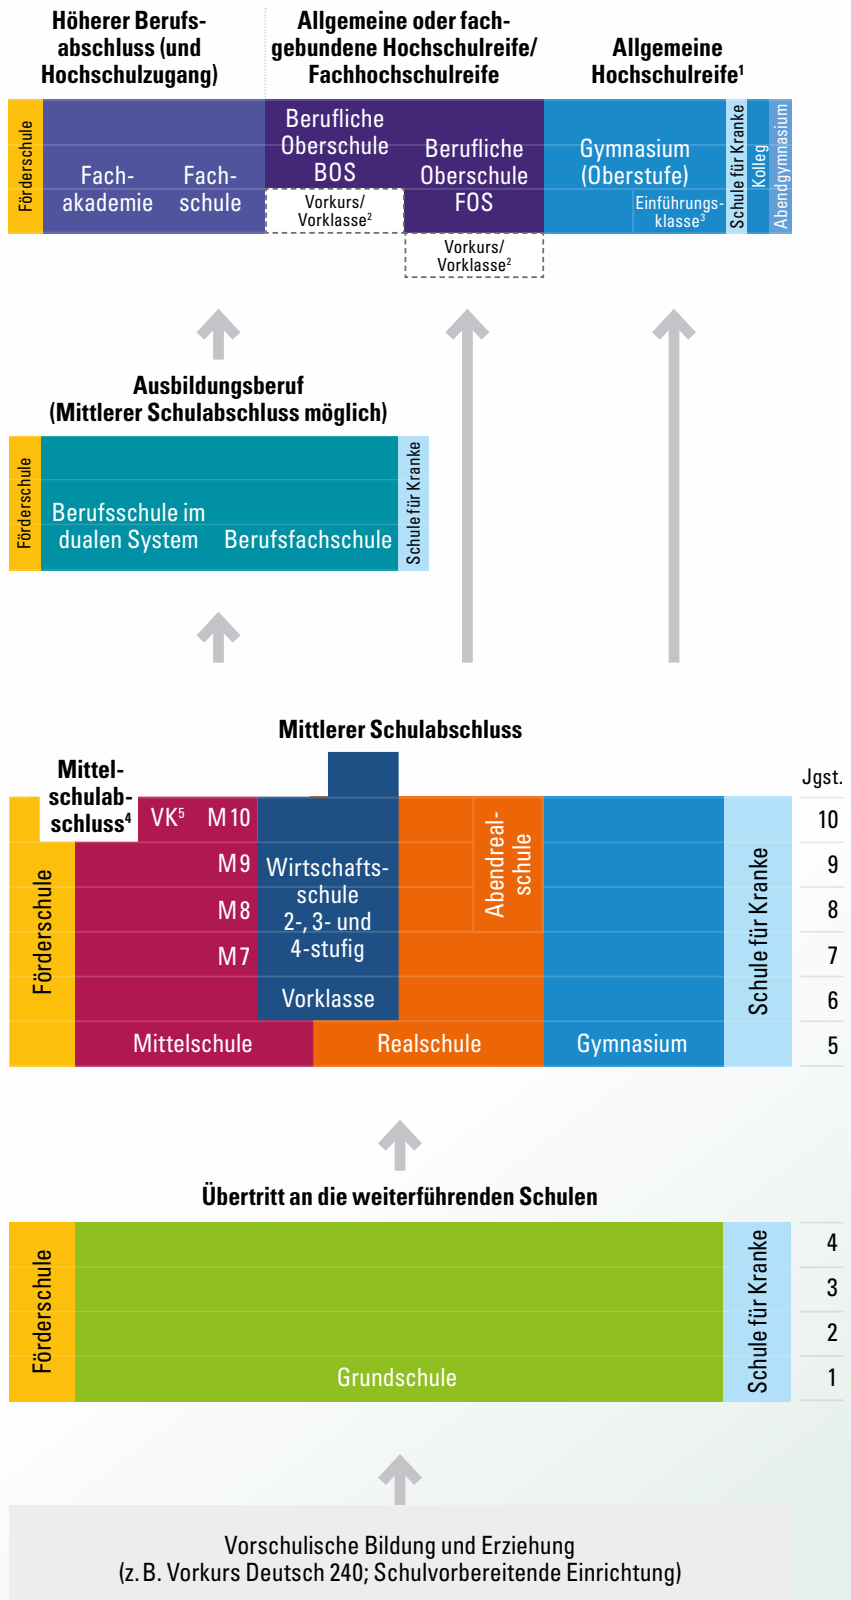 Höherer Berufs-
abschluss (und
Hochschulzugang)
Allgemeine oder fach-
gebundene Hochschulreife/
Fachhochschulreife
Allgemeine
Hochschulreife¹
Förderschule
Fach-
akademie
Fach-
schule
Berufliche
Oberschule
BOS
Vorkurs/
Vorklasse²
Berufliche
Oberschule
FOS
Vorkurs/
Vorklasse²
Gymnasium
(Oberstufe)
Einführungs-
klasse³
Schule für Kranke
Kolleg
Abendgymnasium
Ausbildungsberuf
(Mittlerer Schulabschluss möglich)
Förderschule
Berufsschule im
dualen System
Berufsfachschule
Schule für Kranke
Mittlerer Schulabschluss
Mittel-
schulab-
schluss⁴
Jgst.
Förderschule
VK⁵ M 10
M 9
M 8
M 7
Mittelschule
Wirtschafts-
schule
2-, 3- und
4-stufig
Vorklasse
Abendreal-
schule
Realschule
Gymnasium
Schule für Kranke
10
9
8
7
6
5
Übertritt an die weiterführenden Schulen
Förderschule
Grundschule
Schule für Kranke
4
3
2
1
Vorschulische Bildung und Erziehung
(z. B. Vorkurs Deutsch 240; Schulvorbereitende Einrichtung)